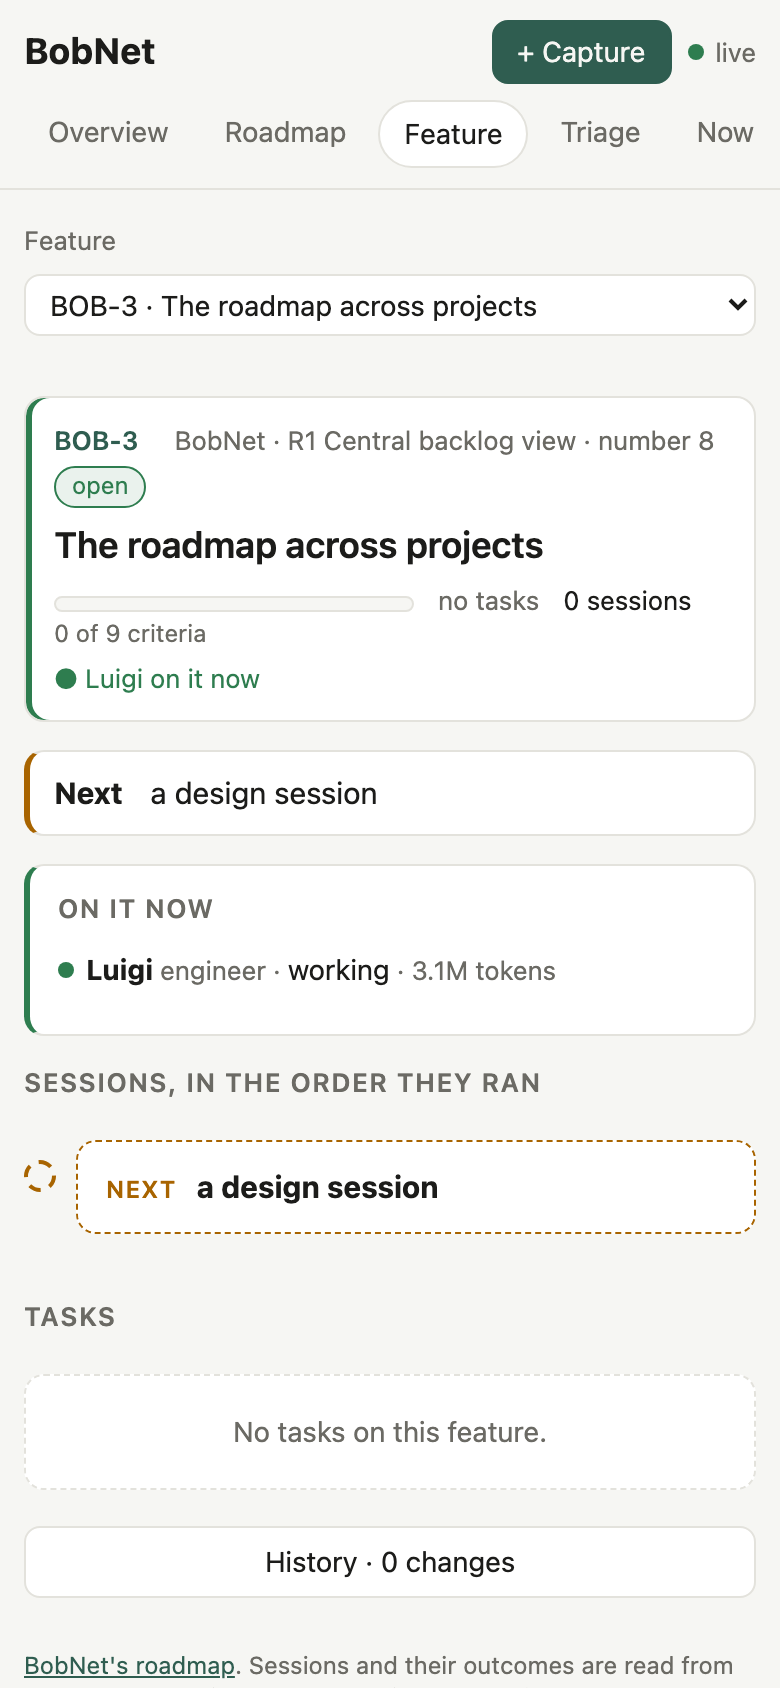 BobNet
+ Capture
live
Overview
Roadmap
Feature
Triage
Now
Feature
BOB-3 · The roadmap across projects
BOB-3 BobNet · R1 Central backlog view · number 8
open
The roadmap across projects
no tasks 0 sessions
0 of 9 criteria
Luigi on it now
Next a design session
ON IT NOW
Luigi engineer · working · 3.1M tokens
SESSIONS, IN THE ORDER THEY RAN
NEXT a design session
TASKS
No tasks on this feature.
History · 0 changes
BobNet's roadmap. Sessions and their outcomes are read from